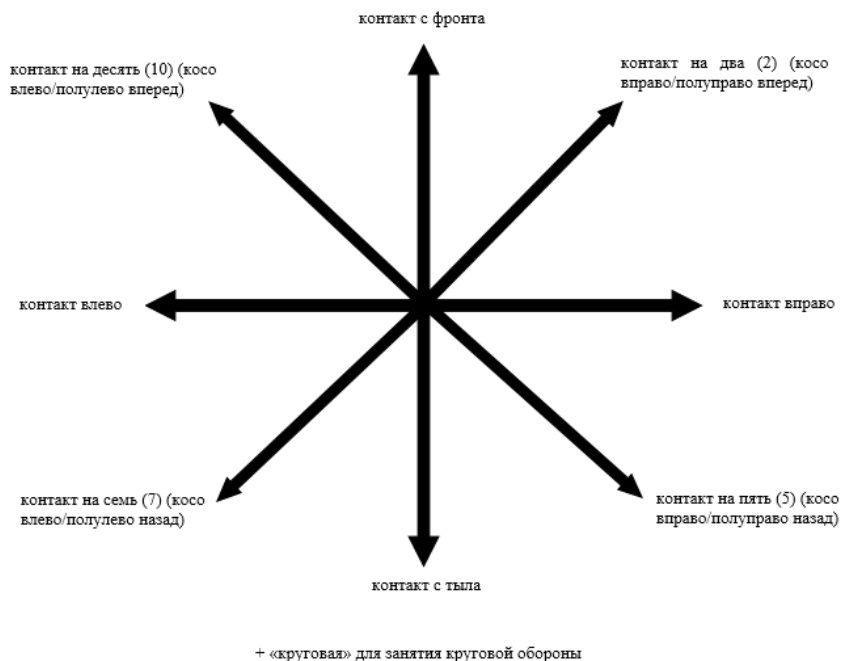 контакт с фронта
контакт на десять (10) (косо
влево/полулево вперед)
контакт на два (2) (косо
вправо/полуправо вперед)
контакт влево
контакт вправо
контакт на семь (7) (косо
влево/полулево назад)
контакт на пять (5) (косо
вправо/полуправо назад)
контакт с тыла
+ «круговая» для занятия круговой обороны